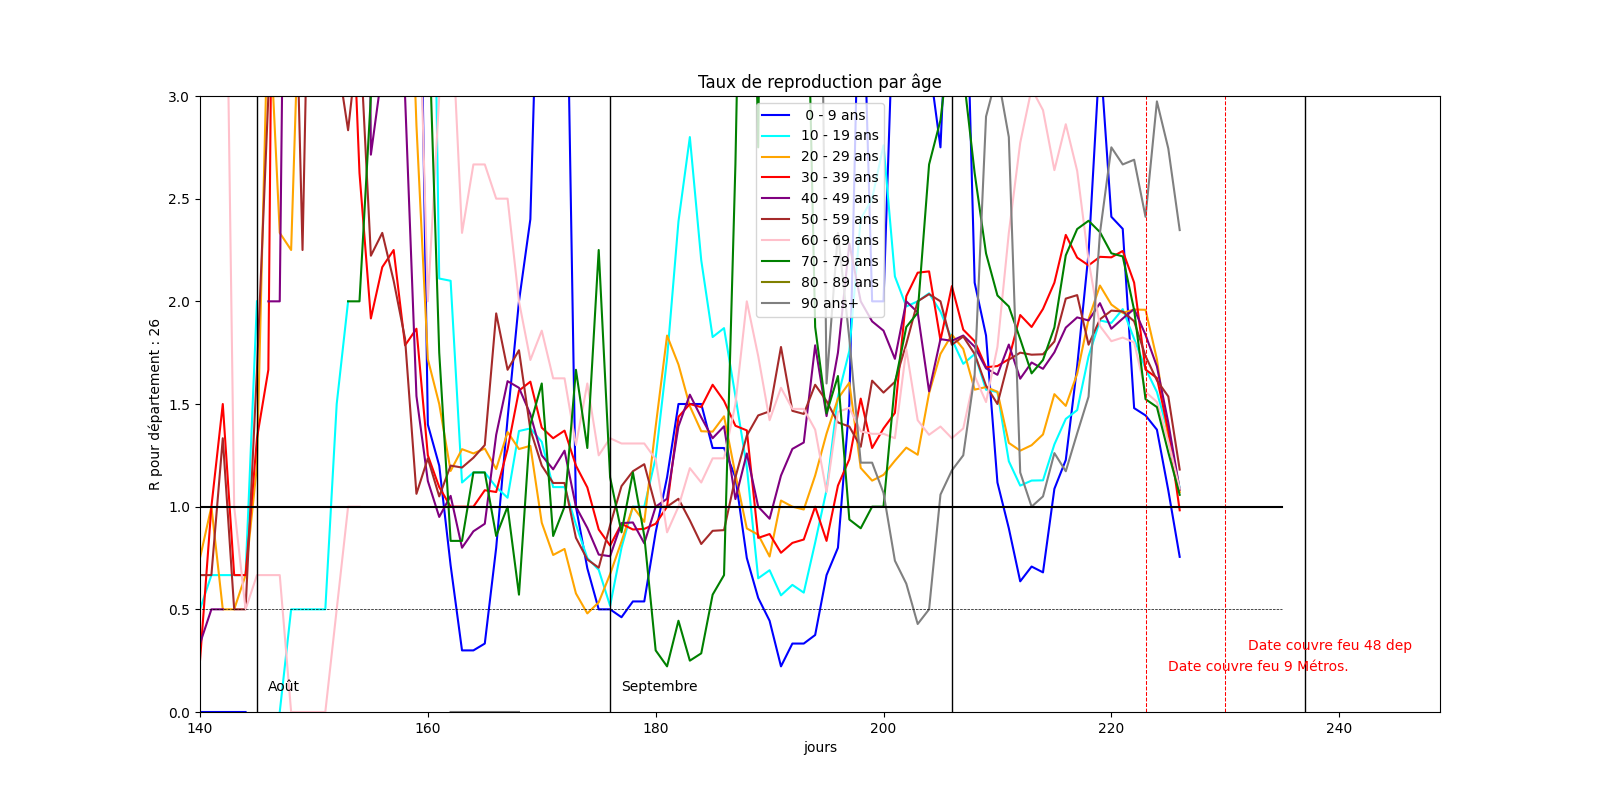 Taux de reproduction par âge
R pour département : 26
3.0
2.5
2.0
1.5
1.0
0.5
0.0
0 - 9 ans
10 - 19 ans
20 - 29 ans
30 - 39 ans
40 - 49 ans
50 - 59 ans
60 - 69 ans
70 - 79 ans
80 - 89 ans
90 ans+
Date couvre feu 48 dep
Date couvre feu 9 Métros.
Août
Septembre
140
160
180
200
220
240
jours